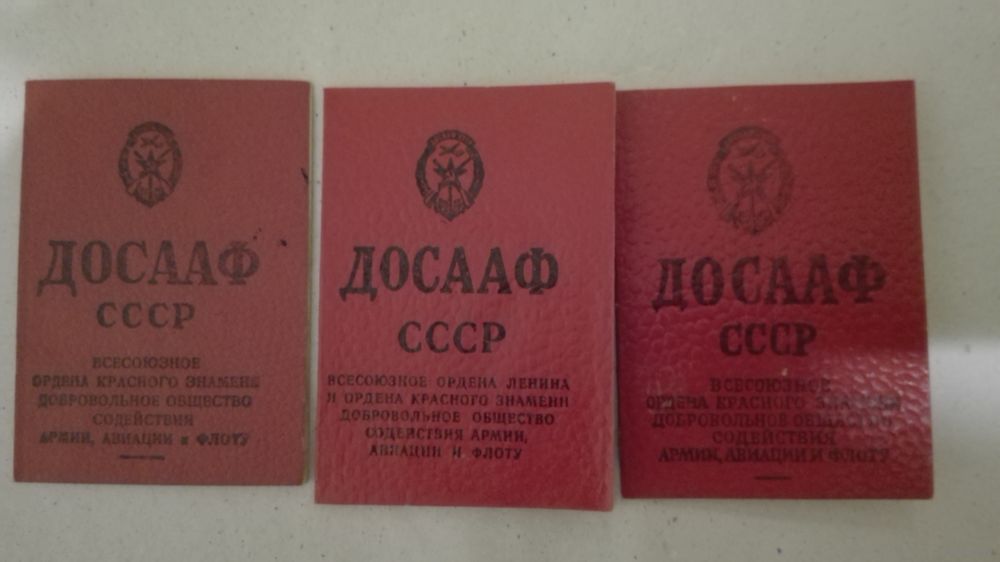 ДОСААФ
СССР
ВСЕСОЮЗНОЕ
ОРДЕНА КРАСНОГО ЗНАМЕНИ
ДОБРОВОЛЬНОЕ ОБЩЕСТВО
СОДЕЙСТВИЯ
АРМИИ, АВИАЦИИ и ФЛОТУ
ДОСААФ
СССР
ВСЕСОЮЗНОЕ ОРДЕНА ЛЕНИНА
И ОРДЕНА КРАСНОГО ЗНАМЕНИ
ДОБРОВОЛЬНОЕ ОБЩЕСТВО
СОДЕЙСТВИЯ АРМИИ,
АВИАЦИИ И ФЛОТУ
ДОСААФ
СССР
ВСЕСОЮЗНОЕ
ОРДЕНА КРАСНОГО ЗНАМЕНИ
ДОБРОВОЛЬНОЕ ОБЩЕСТВО
СОДЕЙСТВИЯ
АРМИИ, АВИАЦИИ И ФЛОТУ